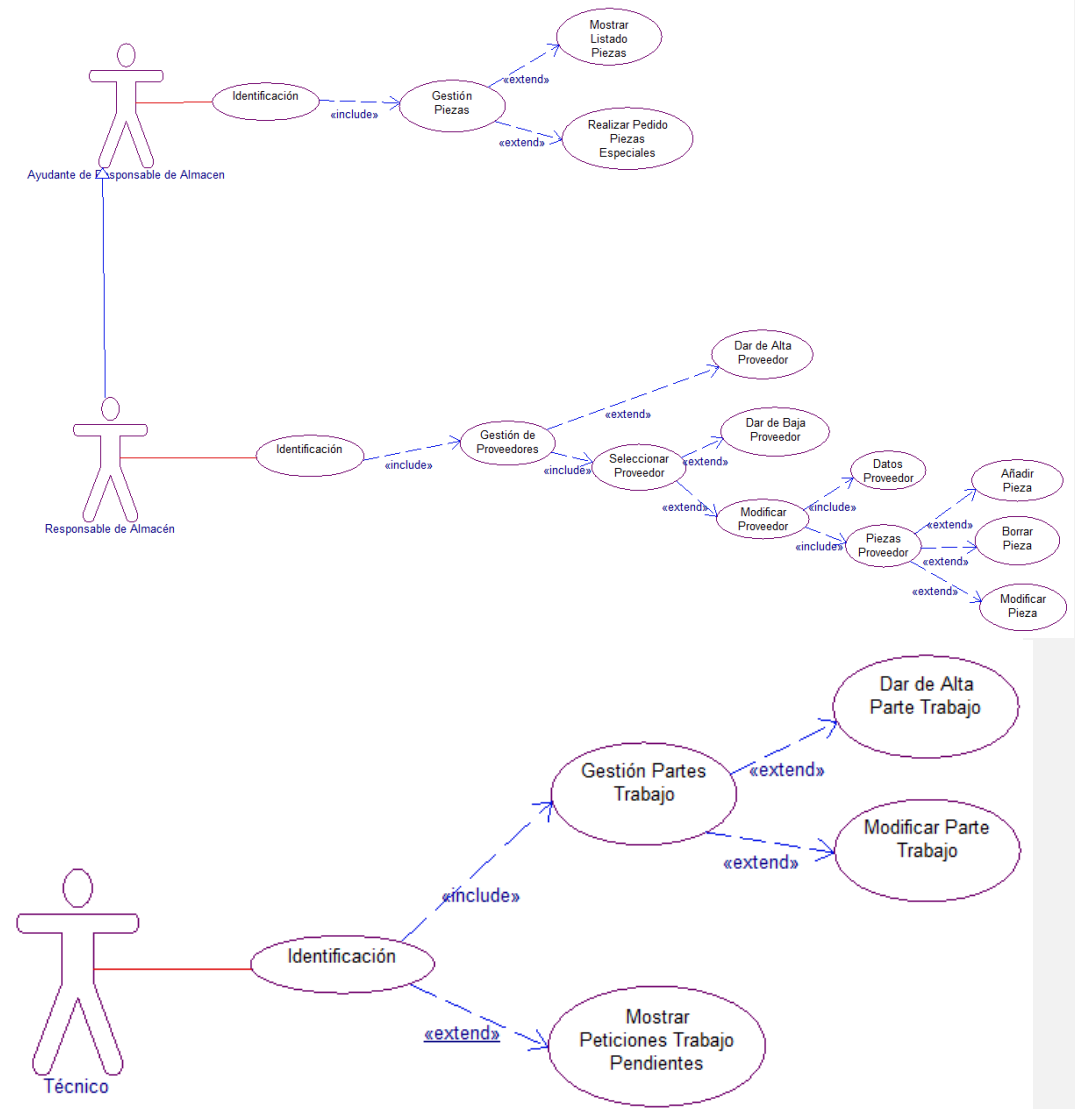 Mostrar
Listado
Piezas
«extend»
Identificación
Gestión
Piezas
«include»
Realizar Pedido
Piezas
Especiales
«extend»
Ayudante de Responsable de Almacen
Dar de Alta
Proveedor
«extend»
Dar de Baja
Proveedor
Gestión de
Proveedores
Identificación
«include»
«include»
Seleccionar
Proveedor
«extend»
Datos
Proveedor
Añadir
Pieza
«extend»
Modificar
Proveedor
«include»
Responsable de Almacén
«include»
Piezas
Proveedor
«extend»
Borrar
Pieza
«extend»
«extend»
Modificar
Pieza
Dar de Alta
Parte Trabajo
Gestión Partes
Trabajo
«extend»
Modificar Parte
Trabajo
«extend»
«include»
Identificación
«extend»
Mostrar
Peticiones Trabajo
Pendientes
Técnico